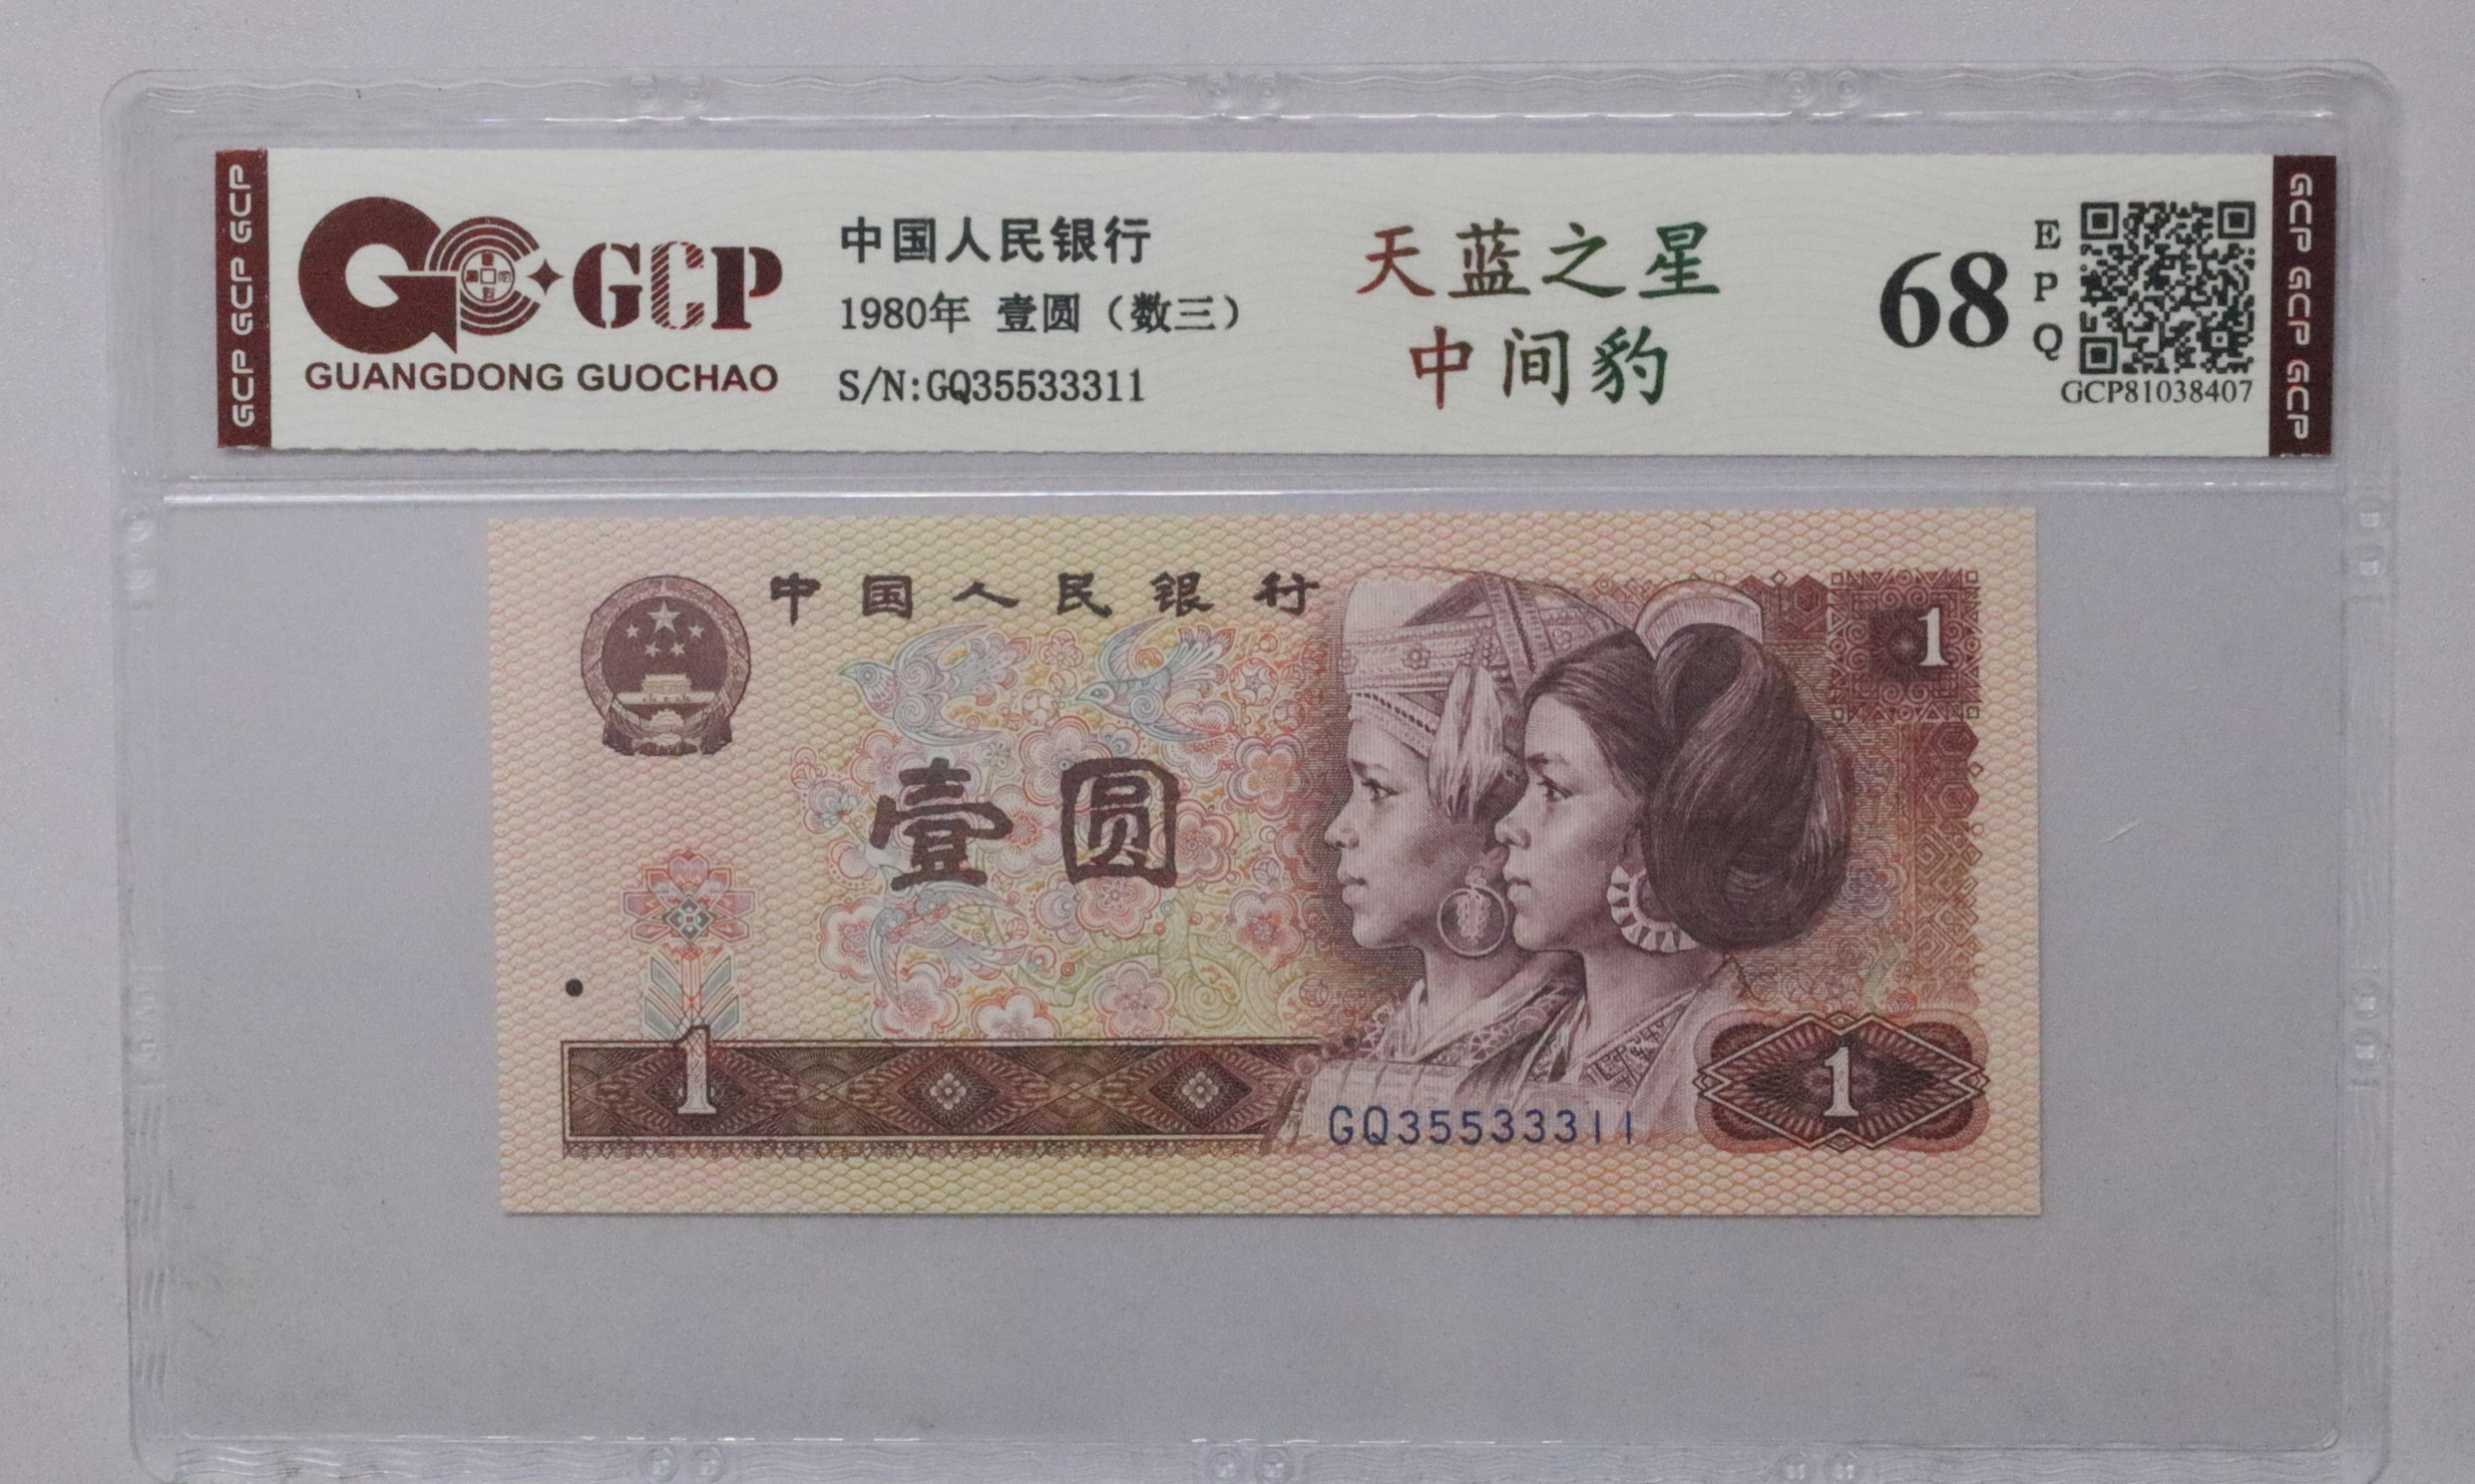 GCP GCP GCP
GCP
GUANGDONG GUOCHAO
中国人民银行
1980年 壹圆（数三）
S/N:GQ35533311
天蓝之星
中间豹
68
E
P
Q
GCP81038407
GCP GCP GCP
中国人民银行
1
壹圆
1
GQ35533311
1